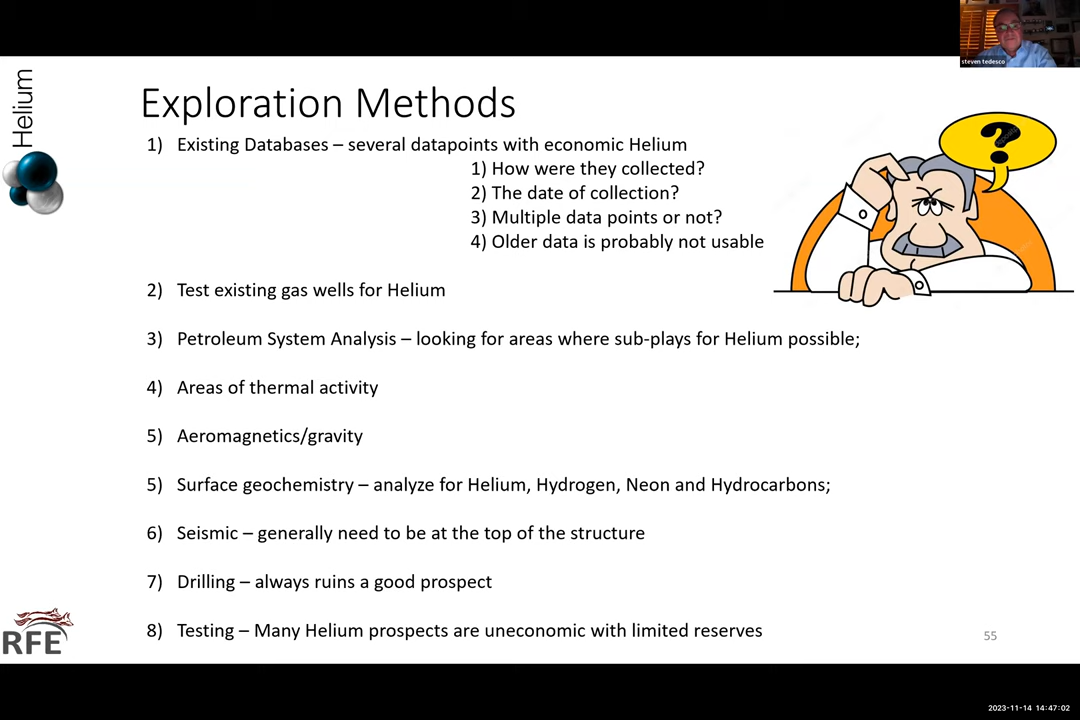 steven tedesco
Helium
Exploration Methods
1) Existing Databases – several datapoints with economic Helium
1) How were they collected?
2) The date of collection?
3) Multiple data points or not?
4) Older data is probably not usable
?
2) Test existing gas wells for Helium
3) Petroleum System Analysis – looking for areas where sub-plays for Helium possible;
4) Areas of thermal activity
5) Aeromagnetics/gravity
5) Surface geochemistry – analyze for Helium, Hydrogen, Neon and Hydrocarbons;
6) Seismic – generally need to be at the top of the structure
7) Drilling – always ruins a good prospect
8) Testing – Many Helium prospects are uneconomic with limited reserves
RFE
55
2023-11-14 14:47:02